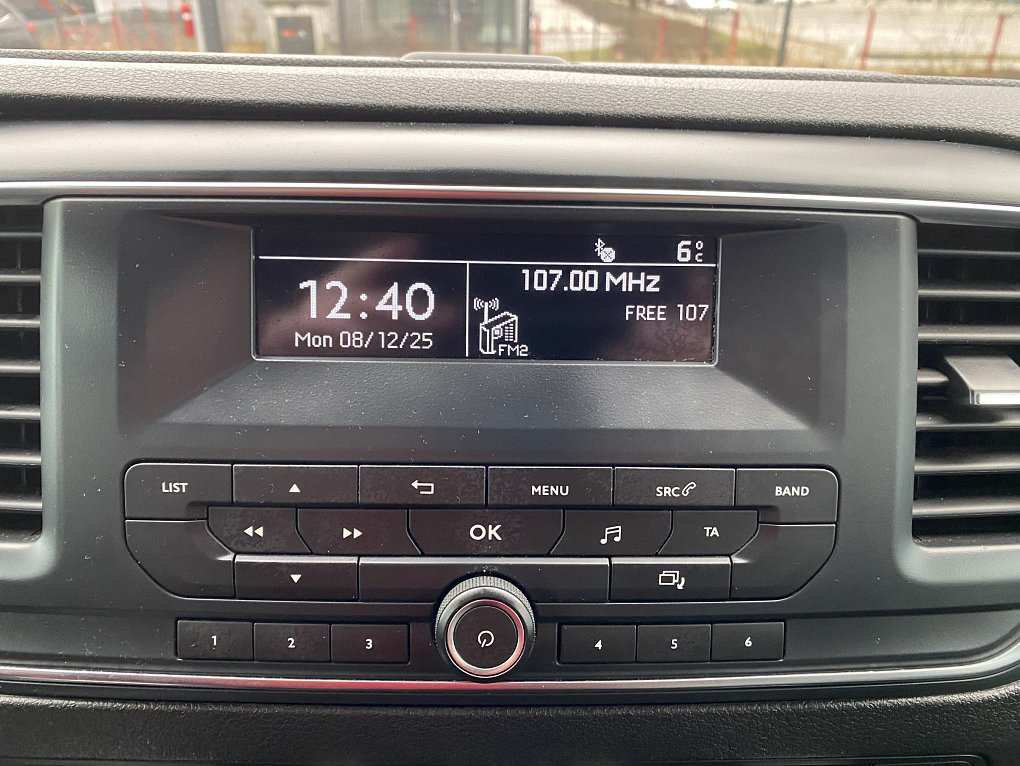 6°C
12:40
Mon 08/12/25
107.00 MHz
FREE 107
FM2
LIST
MENU
SRC
BAND
OK
TA
1 2 3 4 5 6